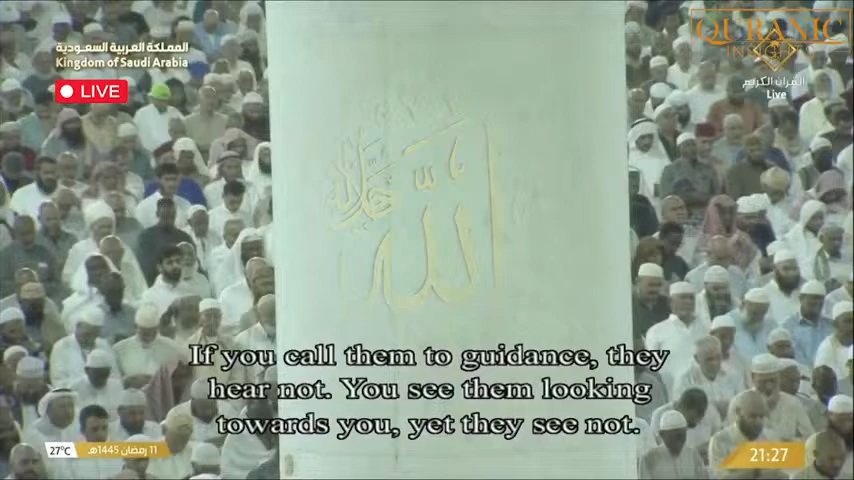 المملكة العربية السعودية
Kingdom of Saudi Arabia
LIVE
QURANIC
INSIGHT
القرآن الكريم
Live
الله
If you call them to guidance, they
hear not. You see them looking
towards you, yet they see not.
27°C
11 رمضان 1445هـ
21:27